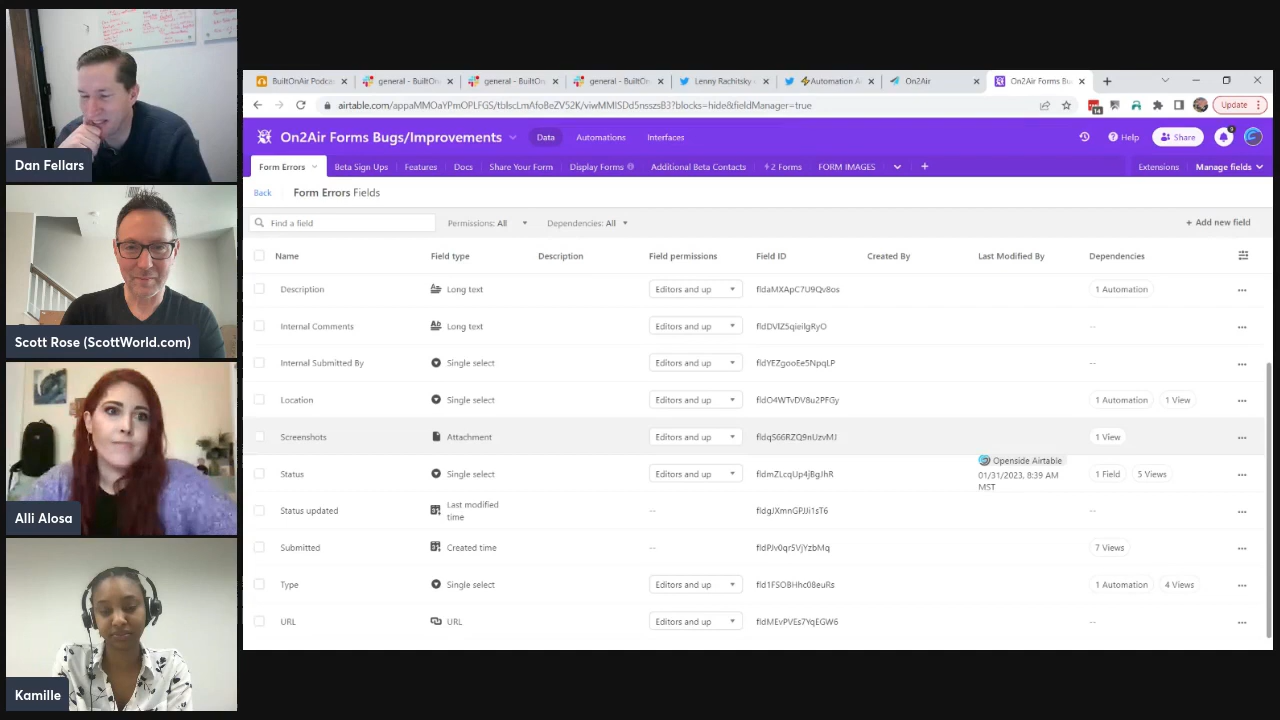 Dan Fellars
Scott Rose (ScottWorld.com)
Alli Alosa
Kamille
BuiltOnAir Podca
general - BuiltOn
general - BuiltOn
general - BuiltOn
Lenny Rachitsky
Automation A
On2Air
On2Air Forms Bu
airtable.com/appaMMOaYPmOPLFGS/tblscLmAfo8eZV52K/viwMMISDd5nsszs83?blocks=hide&fieldManager=true
14
Update
On2Air Forms Bugs/Improvements
Data
Automations
Interfaces
Help
Share
Form Errors
Beta Sign Ups
Features
Docs
Share Your Form
Display Forms
Additional Beta Contacts
2 Forms
FORM IMAGES
Extensions
Manage fields
Back
Form Errors Fields
Find a field
Permissions: All
Dependencies: All
+ Add new field
Name Field type Description Field permissions Field ID Created By Last Modified By Dependencies
Description Long text Editors and up fldaMXApC7U9Qv8os 1 Automation
Internal Comments Long text Editors and up fldDVlZ5qieilgRyO --
Internal Submitted By Single select Editors and up fldYEZgooEe5NpqLP --
Location Single select Editors and up fldO4WTvDV8u2PFGy 1 Automation 1 View
Screenshots Attachment Editors and up fldqS66RZQ9nUzvMJ 1 View
Status Single select Editors and up fldmZLcqUp4jBgJhR Openside Airtable 01/31/2023, 8:39 AM MST 1 Field 5 Views
Status updated Last modified time -- fldgJXmnGPJJi1sT6 --
Submitted Created time -- fldPJv0qr5VjYzbMq 7 Views
Type Single select Editors and up fld1FSOBHhc08euRs 1 Automation 4 Views
URL URL Editors and up fldMEvPVEs7YqEGW6 --